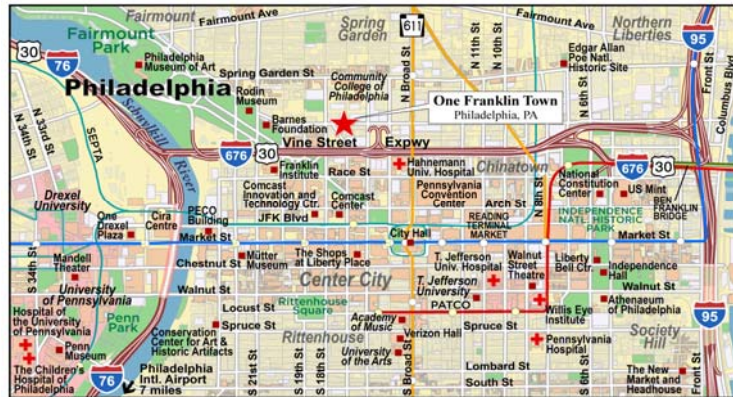 Fairmount
Fairmount Ave
Fairmount Ave
Spring
Garden
611
N Broad St
N 11th St
N 10th St
Northern
Liberties
95
Front St
Columbus Blvd
30
76
Fairmount
Park
Philadelphia
Museum of Art
Spring Garden St
Edgar Allan
Poe Natl.
Historic Site
N 6th St
Philadelphia
Rodin
Museum
Community
College of
Philadelphia
One Franklin Town
Philadelphia, PA
Barnes
Foundation
N 34th St
N 33rd St
SEPTA
Schuylkill
River
Vine Street
Expwy
676
30
Franklin
Institute
Race St
Hahnemann
Univ. Hospital
Chinatown
676
30
Drexel
University
Comcast
Innovation and
Technology Ctr.
Comcast
Center
Pennsylvania
Convention
Center
Arch St
N 8th St
National
Constitution
Center
US Mint
BEN
FRANKLIN
BRIDGE
One
Drexel
Plaza
Cira
Centre
PECO
Building
JFK Blvd
Market St
City Hall
READING
TERMINAL
MARKET
INDEPENDENCE
NATL. HISTORIC
PARK
Market St
Mandell
Theater
Chestnut St
Mütter
Museum
The Shops
at Liberty Place
T. Jefferson
Univ. Hospital
Walnut
Street
Theatre
Liberty
Bell Ctr
Independence
Hall
S 34th St
University of
Pennsylvania
Walnut St
Center City
T. Jefferson
University
PATCO
Walnut St
Athenaeum
of Philadelphia
Hospital of
the University
of Pennsylvania
Penn
Park
Locust St
Spruce St
Rittenhouse
Square
Academy
of Music
Spruce St
Willis Eye
Institute
95
Penn
Museum
Conservation
Center for Art &
Historic Artifacts
Rittenhouse
Verizon Hall
University
of the Arts
Pennsylvania
Hospital
Society
Hill
The Children's
Hospital of
Philadelphia
76
Philadelphia
Intl. Airport
7 miles
S 21st St
S 19th St
S 18th St
S Broad St
Lombard St
South St
S 6th St
The New
Market and
Headhouse
Front St